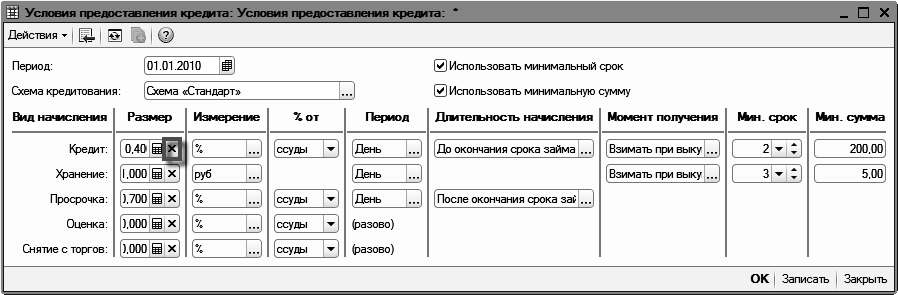 Условия предоставления кредита: Условия предоставления кредита: *
Действия
Период: 01.01.2010 Использовать минимальный срок
Схема кредитования: Схема «Стандарт» ... Использовать минимальную сумму
Вид начисления Размер Измерение % от Период Длительность начисления Момент получения Мин. срок Мин. сумма
Кредит: 0,40 % ... ссуды День ... До окончания срока займа ... Взимать при выку ... 2 200,00
Хранение: ,000 руб ... День ... Взимать при выку ... 3 5,00
Просрочка: ,700 % ... ссуды День ... После окончания срока зай ...
Оценка: ,000 % ... ссуды (разово)
Снятие с торгов: ,000 % ... ссуды (разово)
OK Записать Закрыть